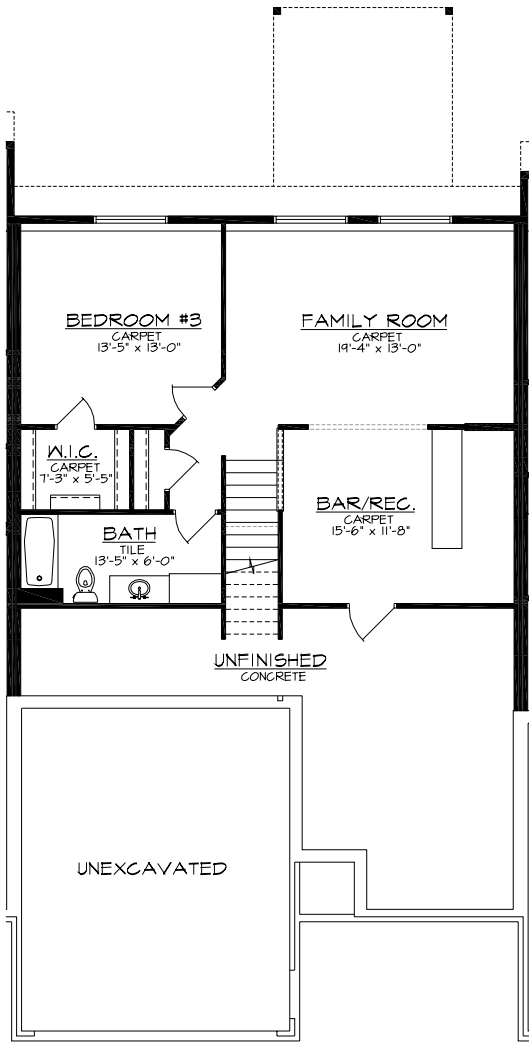 BEDROOM #3
CARPET
13'-5" x 13'-0"
FAMILY ROOM
CARPET
19'-4" x 13'-0"
W.I.C.
CARPET
7'-3" x 5'-5"
BAR/REC.
CARPET
15'-6" x 11'-8"
BATH
TILE
13'-5" x 6'-0"
UNFINISHED
CONCRETE
UNEXCAVATED